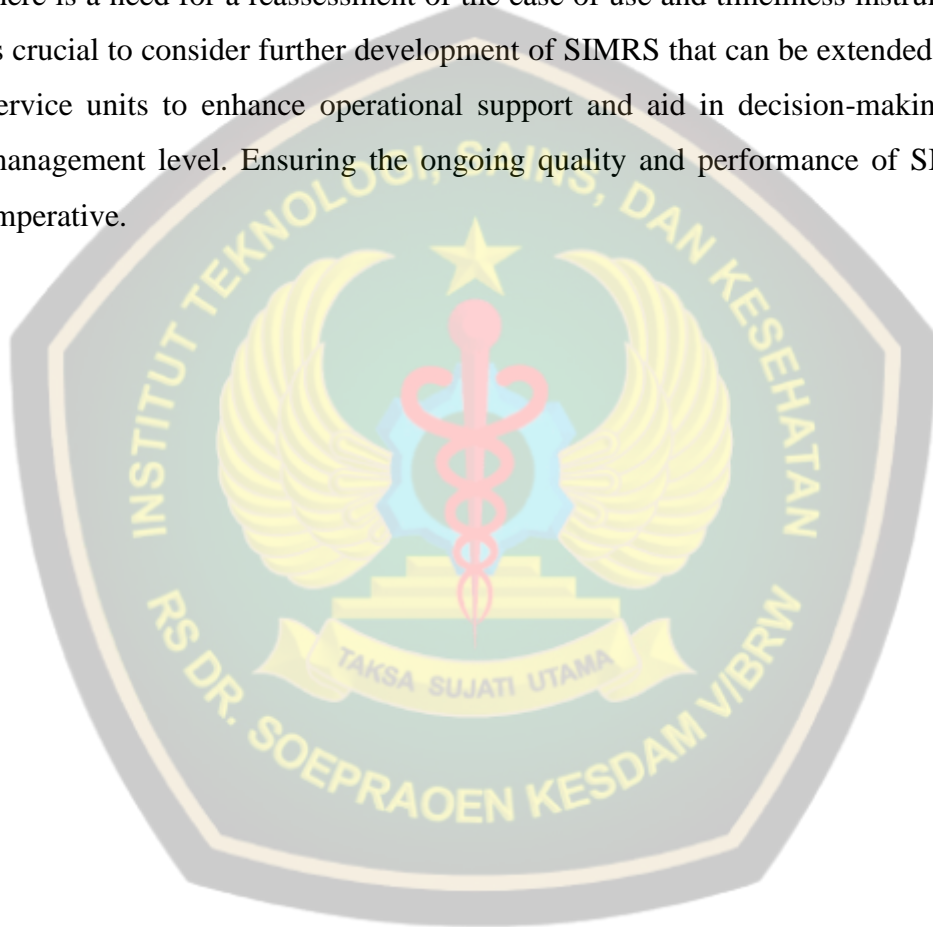 here is a need for a reassessment of the ease of use and timeliness instru
s crucial to consider further development of SIMRS that can be extended
ervice units to enhance operational support and aid in decision-makin
nanagement level. Ensuring the ongoing quality and performance of SI
mperative.
INSTITUT TEKNOLOGI, SAINS, DAN KESEHATAN
TAKSA SUJATI UTAMA
RS DR. SOEPRAOEN KESDAM V/BRW